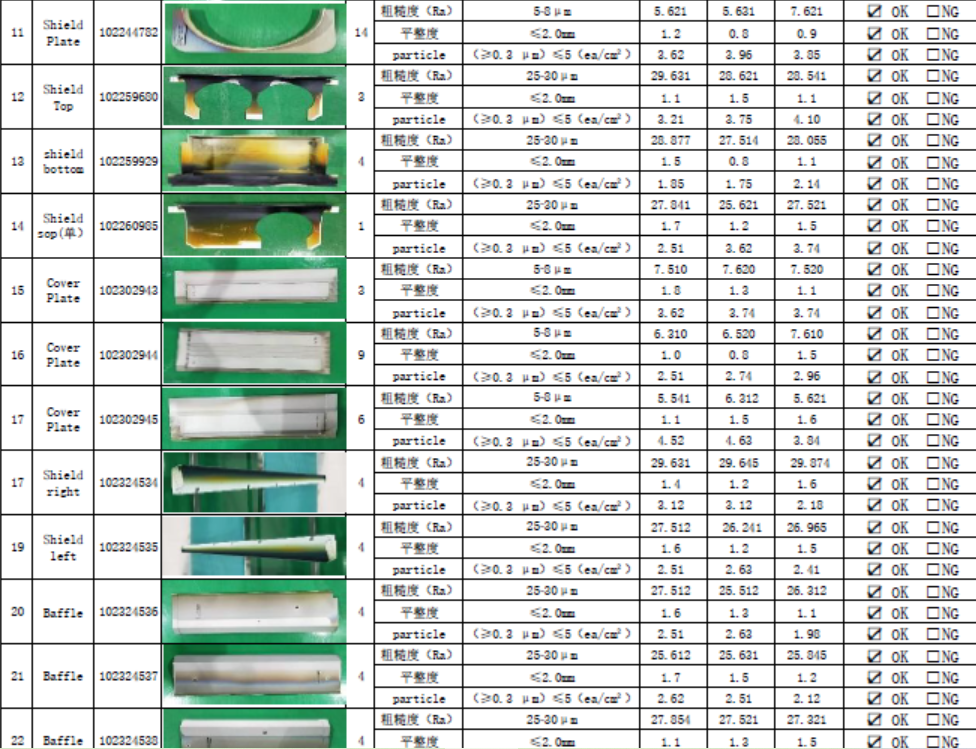 11 Shield Plate 102244782 14 粗糙度（Ra） 5-8μm 5.621 5.631 7.621 ☑ OK ☐NG
平整度 ≤2.0mm 1.2 0.8 0.9 ☑ OK ☐NG
particle （≥0.3 μm）≤5（ea/cm²） 3.62 3.96 3.85 ☑ OK ☐NG
12 Shield Top 102259680 3 粗糙度（Ra） 25-30μm 29.631 28.621 28.541 ☑ OK ☐NG
平整度 ≤2.0mm 1.1 1.5 1.1 ☑ OK ☐NG
particle （≥0.3 μm）≤5（ea/cm²） 3.21 3.75 4.10 ☑ OK ☐NG
13 shield bottom 102259929 4 粗糙度（Ra） 25-30μm 28.877 27.514 28.055 ☑ OK ☐NG
平整度 ≤2.0mm 1.5 0.8 1.1 ☑ OK ☐NG
particle （≥0.3 μm）≤5（ea/cm²） 1.85 1.75 2.14 ☑ OK ☐NG
14 Shield sop(单） 102260985 1 粗糙度（Ra） 25-30μm 27.841 25.621 27.521 ☑ OK ☐NG
平整度 ≤2.0mm 1.7 1.2 1.5 ☑ OK ☐NG
particle （≥0.3 μm）≤5（ea/cm²） 2.51 3.62 3.74 ☑ OK ☐NG
15 Cover Plate 102302943 3 粗糙度（Ra） 5-8μm 7.510 7.620 7.520 ☑ OK ☐NG
平整度 ≤2.0mm 1.8 1.3 1.1 ☑ OK ☐NG
particle （≥0.3 μm）≤5（ea/cm²） 3.62 3.74 3.74 ☑ OK ☐NG
16 Cover Plate 102302944 9 粗糙度（Ra） 5-8μm 6.310 6.520 7.610 ☑ OK ☐NG
平整度 ≤2.0mm 1.0 0.8 1.5 ☑ OK ☐NG
particle （≥0.3 μm）≤5（ea/cm²） 2.51 2.74 2.96 ☑ OK ☐NG
17 Cover Plate 102302945 6 粗糙度（Ra） 5-8μm 5.541 6.312 5.621 ☑ OK ☐NG
平整度 ≤2.0mm 1.1 1.5 1.6 ☑ OK ☐NG
particle （≥0.3 μm）≤5（ea/cm²） 4.52 4.63 3.84 ☑ OK ☐NG
17 Shield right 102324534 4 粗糙度（Ra） 25-30μm 29.631 29.645 29.874 ☑ OK ☐NG
平整度 ≤2.0mm 1.4 1.2 1.6 ☑ OK ☐NG
particle （≥0.3 μm）≤5（ea/cm²） 3.12 3.12 2.18 ☑ OK ☐NG
19 Shield left 102324535 4 粗糙度（Ra） 25-30μm 27.512 26.241 26.965 ☑ OK ☐NG
平整度 ≤2.0mm 1.6 1.2 1.5 ☑ OK ☐NG
particle （≥0.3 μm）≤5（ea/cm²） 2.51 2.63 2.41 ☑ OK ☐NG
20 Baffle 102324536 4 粗糙度（Ra） 25-30μm 27.512 25.512 26.312 ☑ OK ☐NG
平整度 ≤2.0mm 1.6 1.3 1.1 ☑ OK ☐NG
particle （≥0.3 μm）≤5（ea/cm²） 2.51 2.63 1.98 ☑ OK ☐NG
21 Baffle 102324537 4 粗糙度（Ra） 25-30μm 25.612 25.631 25.845 ☑ OK ☐NG
平整度 ≤2.0mm 1.7 1.5 1.2 ☑ OK ☐NG
particle （≥0.3 μm）≤5（ea/cm²） 2.62 2.51 2.12 ☑ OK ☐NG
22 Baffle 102324538 4 粗糙度（Ra） 25-30μm 27.854 27.521 27.321 ☑ OK ☐NG
平整度 ≤2.0mm 1.1 1.3 1.5 ☑ OK ☐NG